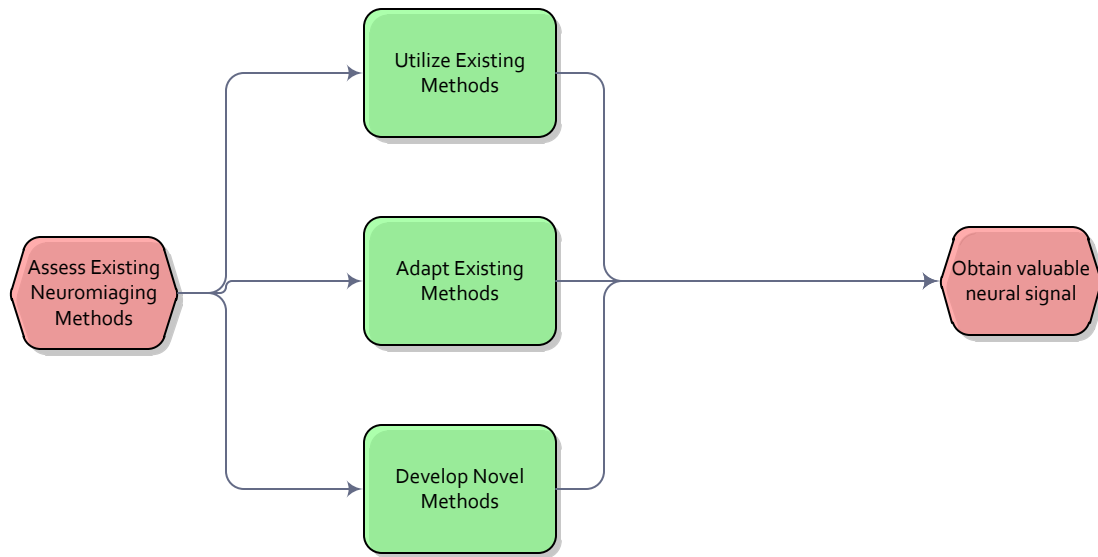 Utilize Existing
Methods
Assess Existing
Neuromiaging
Methods
Adapt Existing
Methods
Obtain valuable
neural signal
Develop Novel
Methods